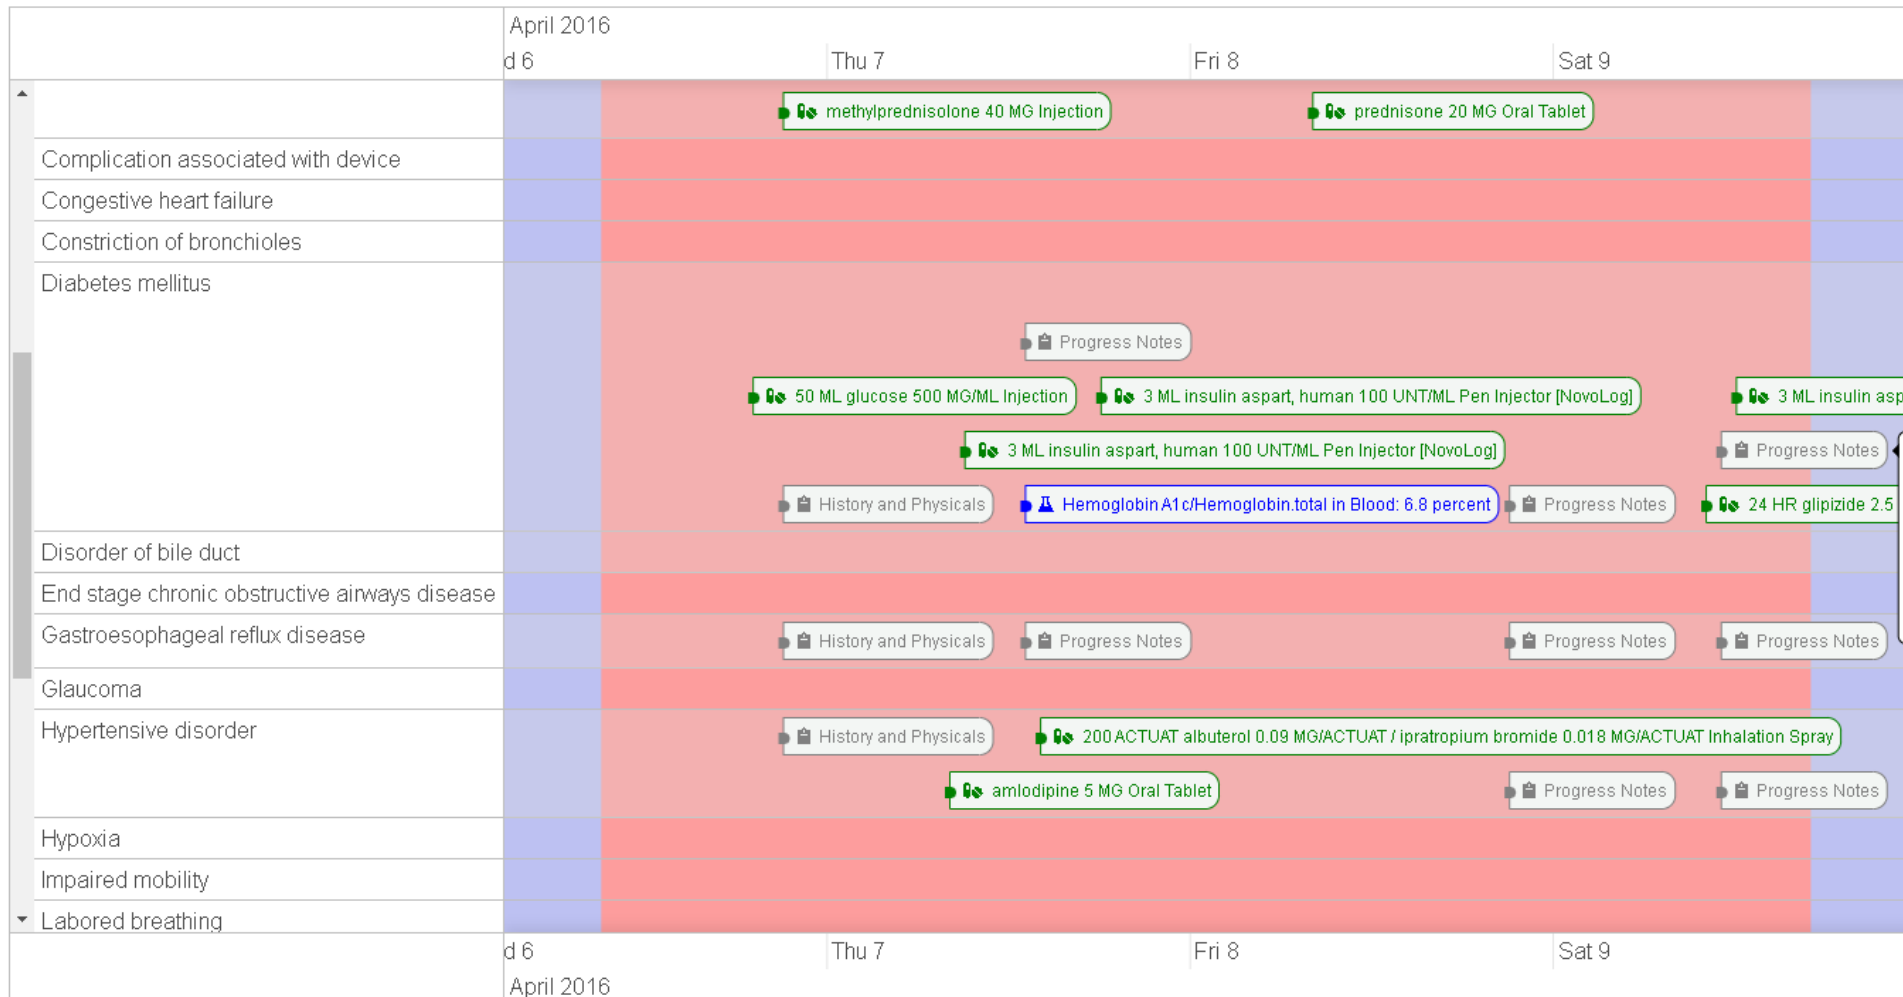 April 2016
d 6 Thu 7 Fri 8 Sat 9
methylprednisolone 40 MG Injection prednisone 20 MG Oral Tablet
Complication associated with device
Congestive heart failure
Constriction of bronchioles
Diabetes mellitus
Progress Notes
50 ML glucose 500 MG/ML Injection 3 ML insulin aspart, human 100 UNT/ML Pen Injector [NovoLog] 3 ML insulin asp
3 ML insulin aspart, human 100 UNT/ML Pen Injector [NovoLog] Progress Notes
History and Physicals Hemoglobin A1c/Hemoglobin.total in Blood: 6.8 percent Progress Notes 24 HR glipizide 2.5
Disorder of bile duct
End stage chronic obstructive airways disease
Gastroesophageal reflux disease History and Physicals Progress Notes Progress Notes Progress Notes
Glaucoma
Hypertensive disorder History and Physicals 200 ACTUAT albuterol 0.09 MG/ACTUAT / ipratropium bromide 0.018 MG/ACTUAT Inhalation Spray
amlodipine 5 MG Oral Tablet Progress Notes Progress Notes
Hypoxia
Impaired mobility
Labored breathing
d 6 Thu 7 Fri 8 Sat 9
April 2016